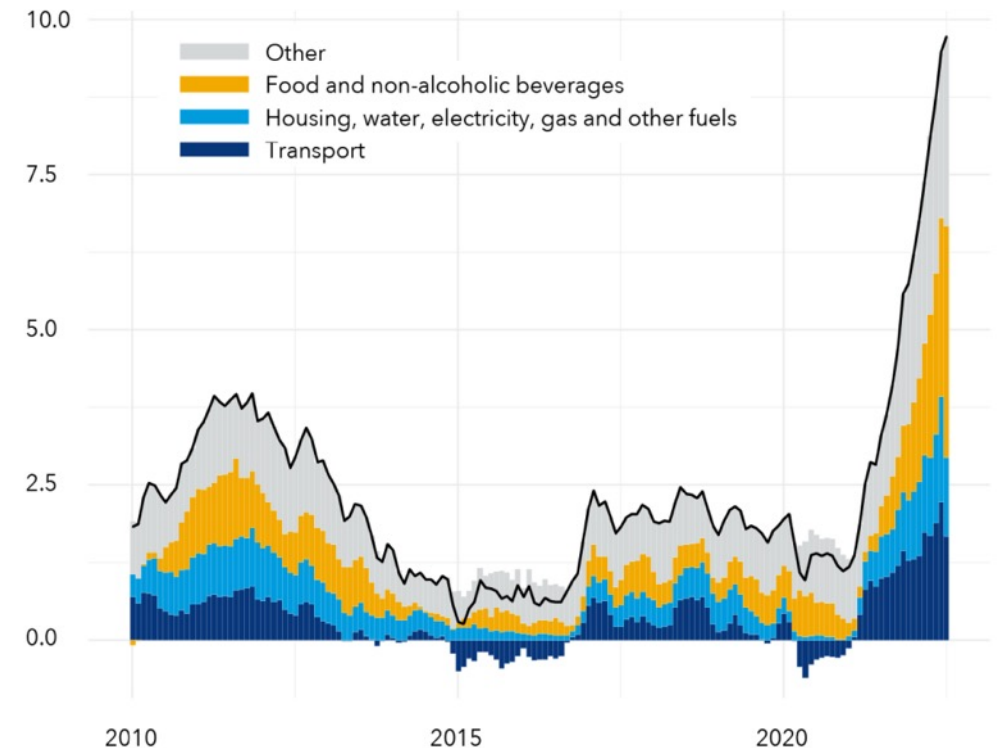 10.0
Other
Food and non-alcoholic beverages
Housing, water, electricity, gas and other fuels
Transport
7.5
5.0
2.5
0.0
2010 2015 2020